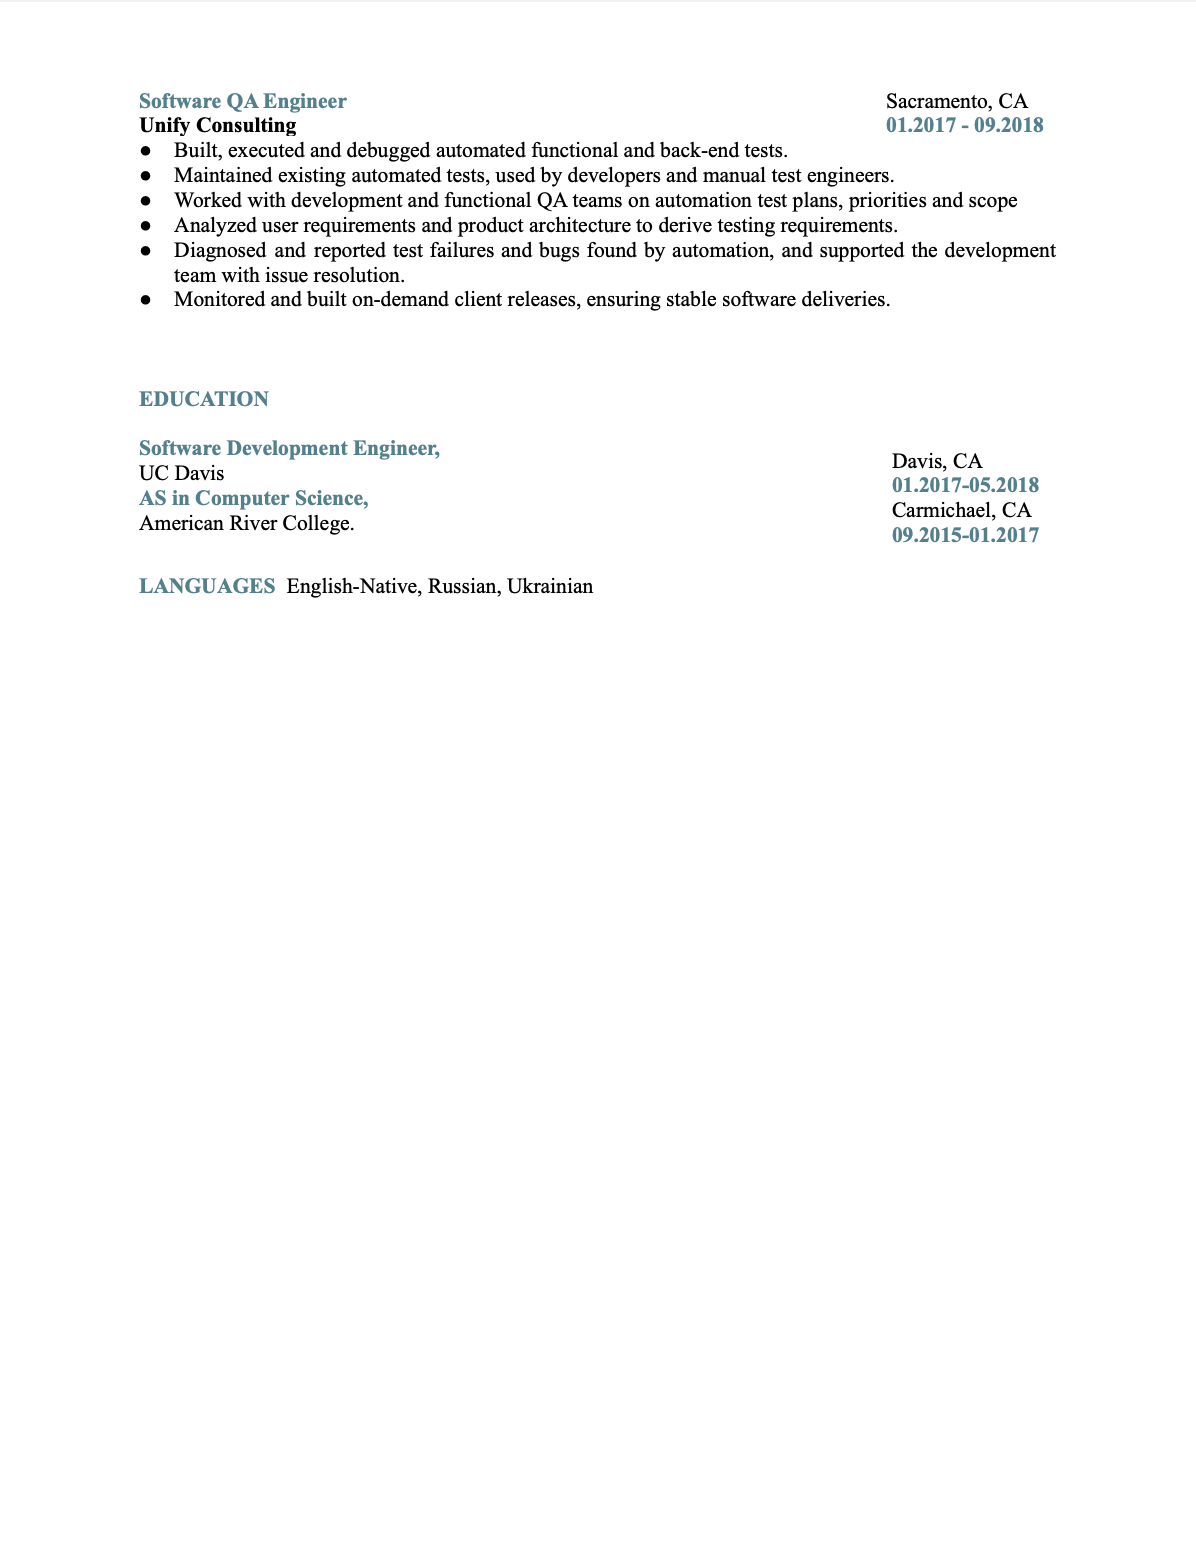 Software QA Engineer Sacramento, CA
Unify Consulting 01.2017 - 09.2018
● Built, executed and debugged automated functional and back-end tests.
● Maintained existing automated tests, used by developers and manual test engineers.
● Worked with development and functional QA teams on automation test plans, priorities and scope
● Analyzed user requirements and product architecture to derive testing requirements.
● Diagnosed and reported test failures and bugs found by automation, and supported the development
team with issue resolution.
● Monitored and built on-demand client releases, ensuring stable software deliveries.
EDUCATION
Software Development Engineer,
UC Davis
AS in Computer Science,
American River College.
Davis, CA
01.2017-05.2018
Carmichael, CA
09.2015-01.2017
LANGUAGES English-Native, Russian, Ukrainian